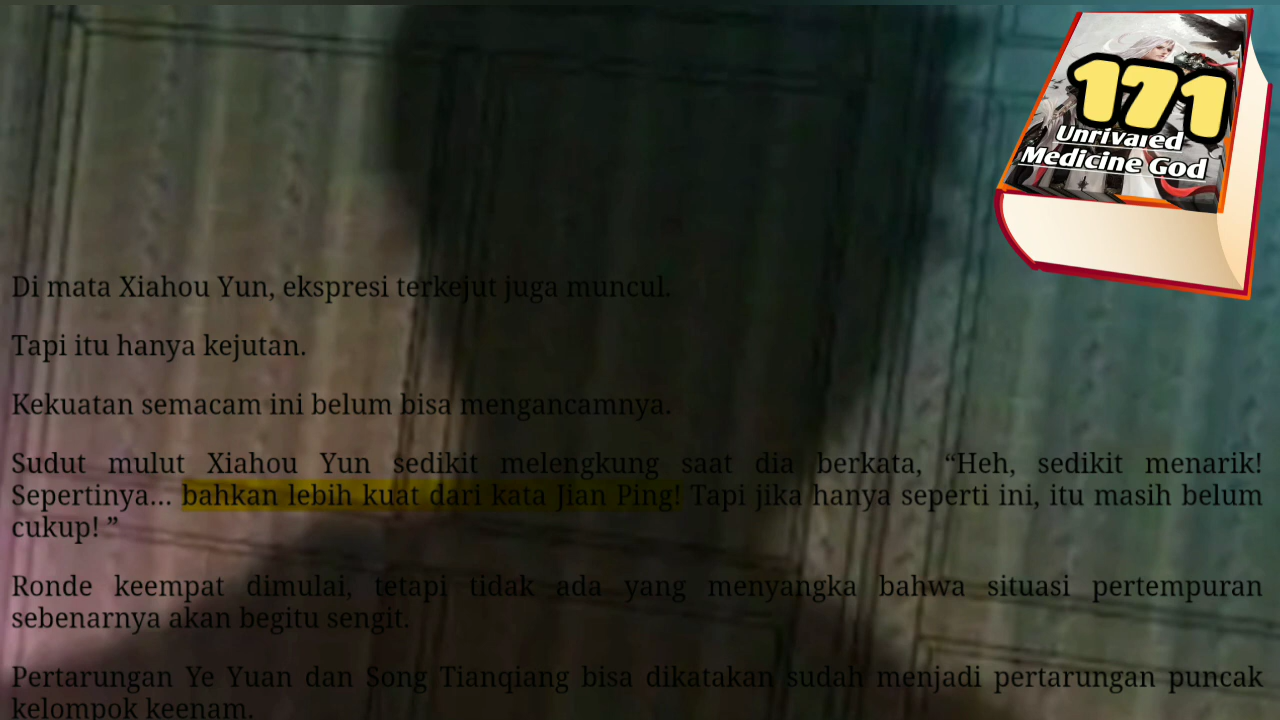 171
Unrivaled
Medicine God
Di mata Xiahou Yun, ekspresi terkejut juga muncul.
Tapi itu hanya kejutan.
Kekuatan semacam ini belum bisa mengancamnya.
Sudut mulut Xiahou Yun sedikit melengkung saat dia berkata, “Heh, sedikit menarik!
Sepertinya... bahkan lebih kuat dari kata Jian Ping! Tapi jika hanya seperti ini, itu masih belum
cukup! ”
Ronde keempat dimulai, tetapi tidak ada yang menyangka bahwa situasi pertempuran
sebenarnya akan begitu sengit.
Pertarungan Ye Yuan dan Song Tianqiang bisa dikatakan sudah menjadi pertarungan puncak
kelompok keenam.